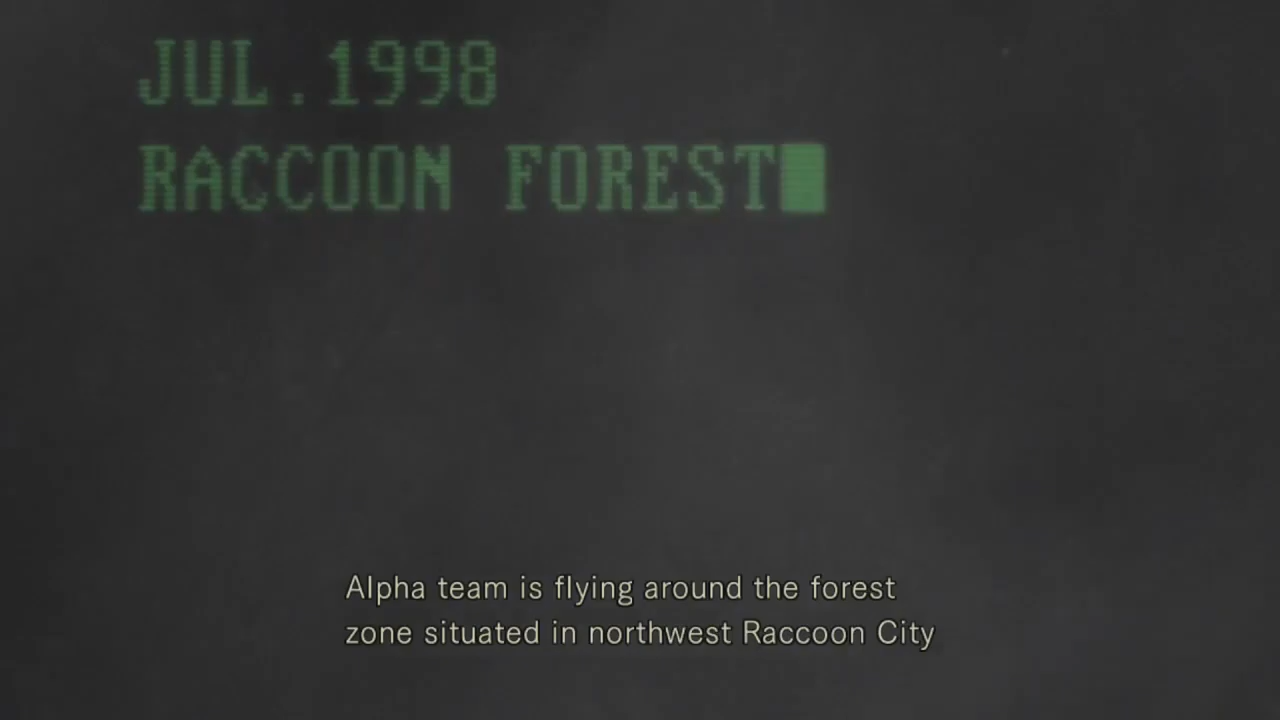 JUL.1998
RACCOON FOREST
Alpha team is flying around the forest
zone situated in northwest Raccoon City